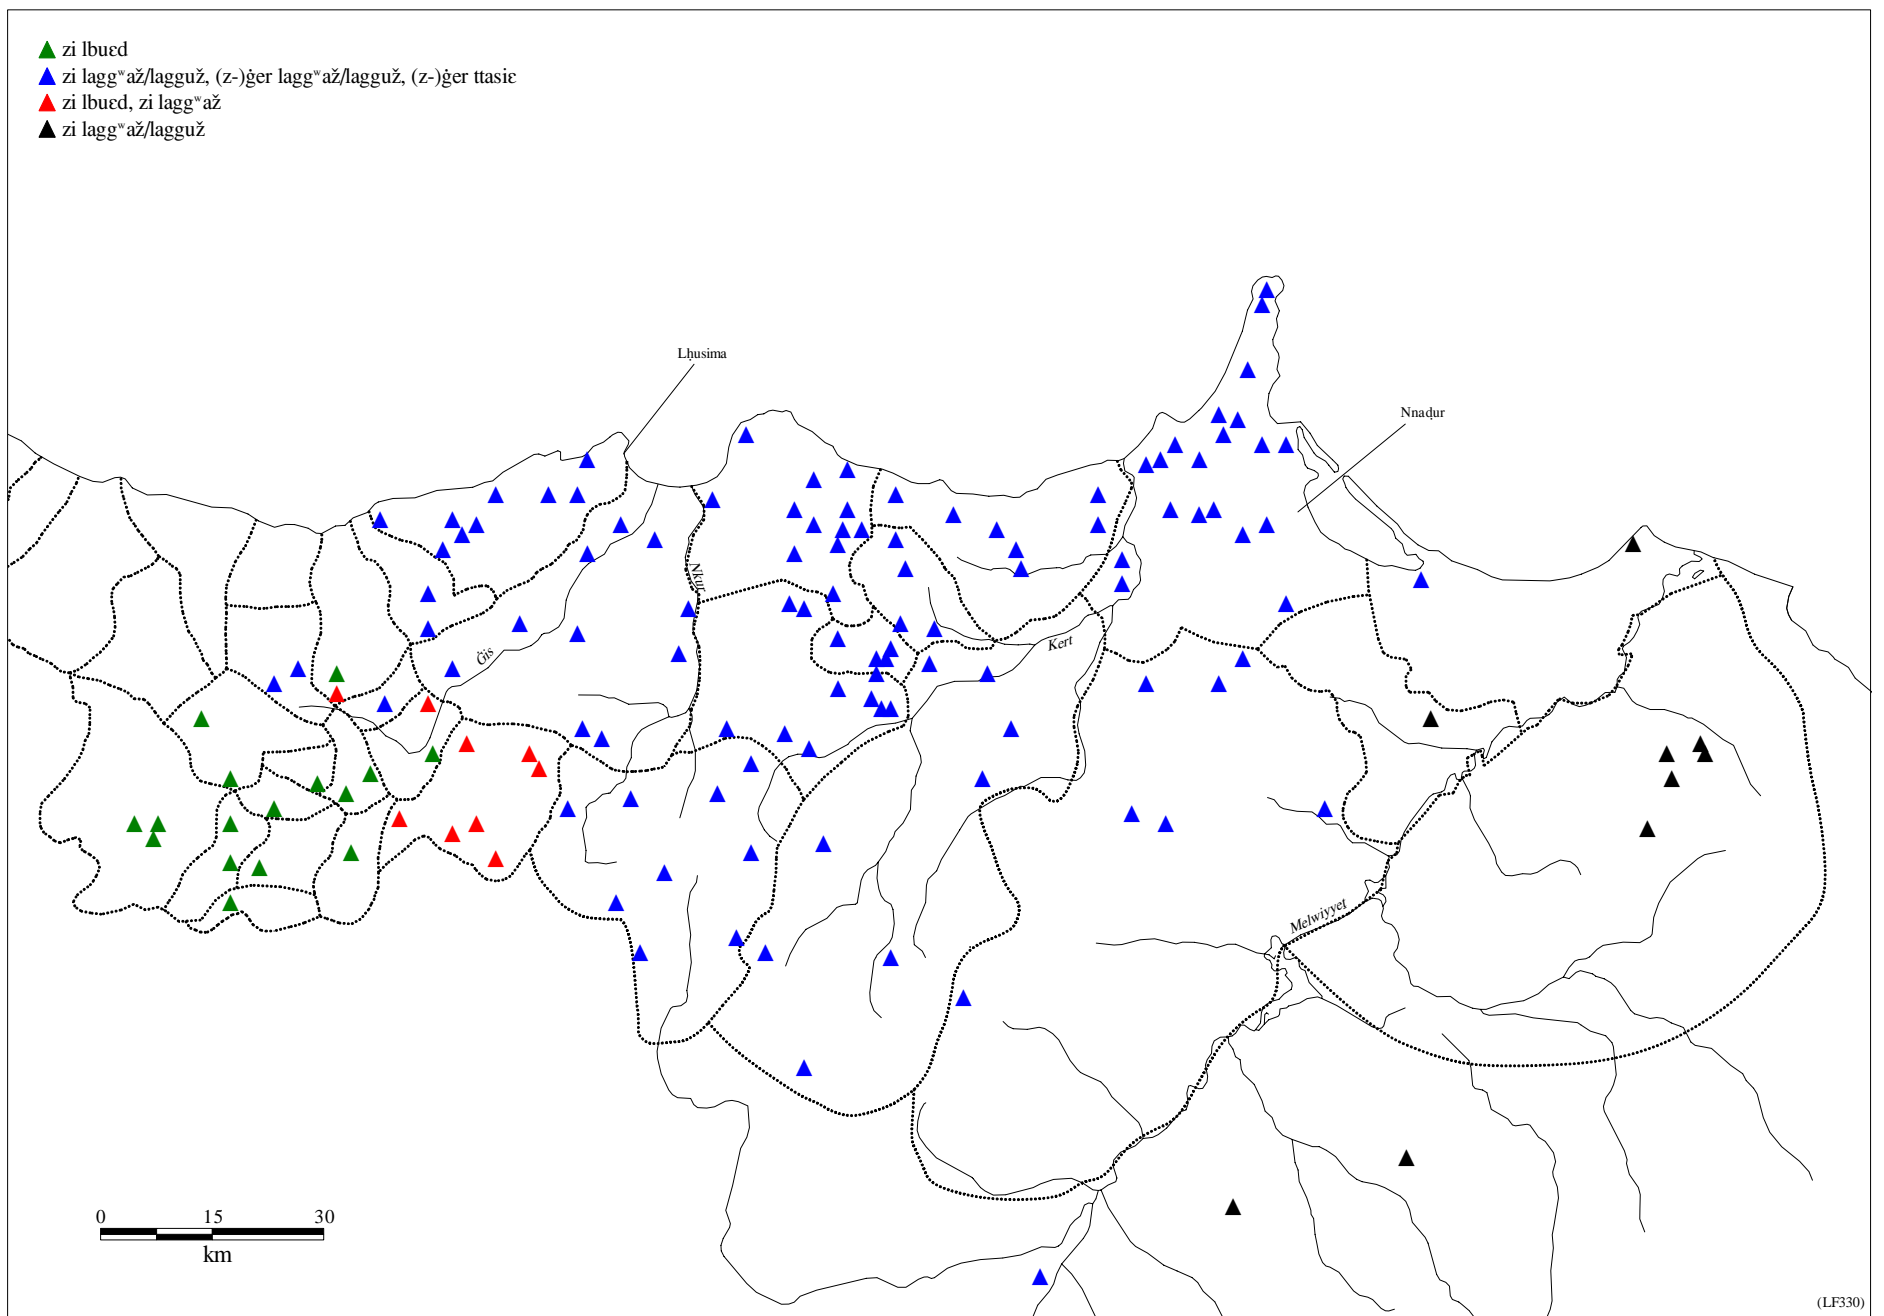 zi lbuɛd
zi laggʷaž/lagguž, (z-)ġer laggʷaž/lagguž, (z-)ġer ttasiɛ
zi lbuɛd, zi laggʷaž
zi laggʷaž/lagguž
Lḥusima
Nnaḍur
Nkur
Ġis
Kert
Melwiyyet
0 15 30
km
(LF330)